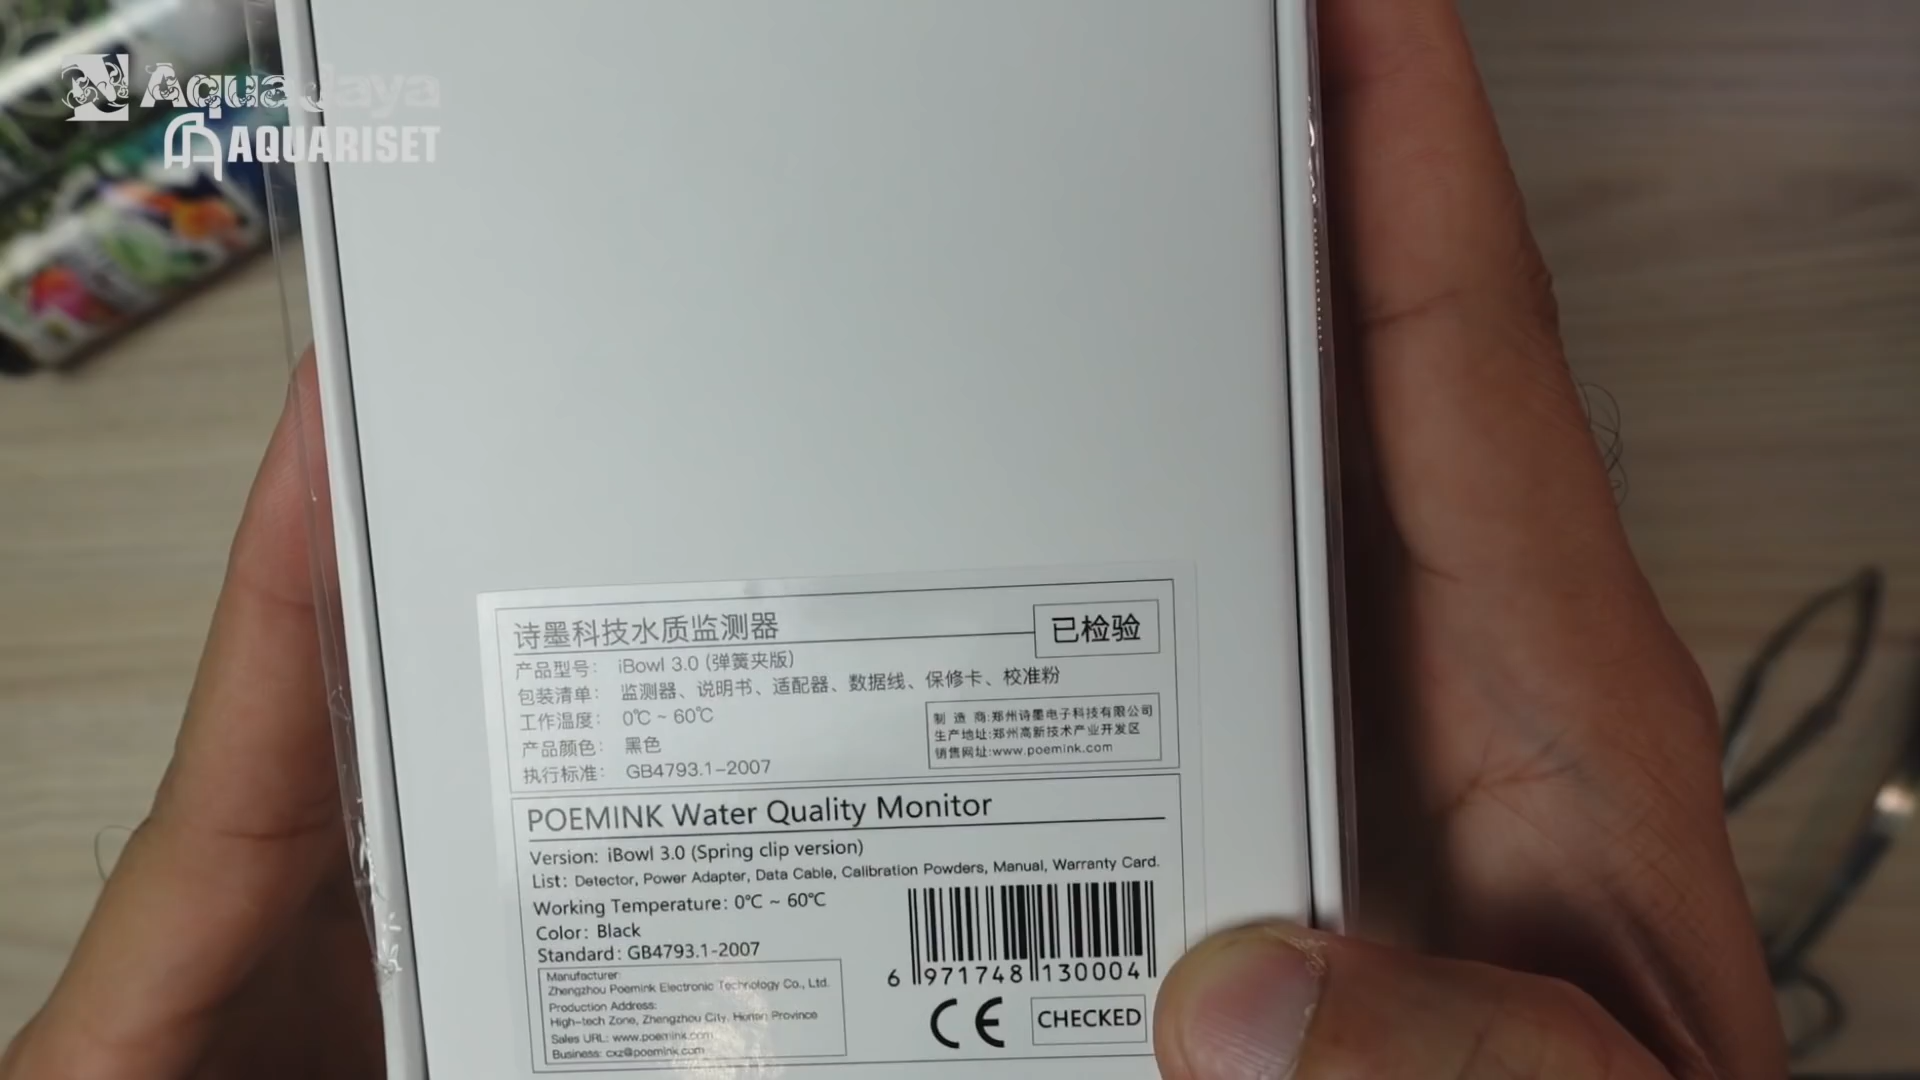 N AquaJaya
AQUARISET
诗墨科技水质监测器
已检验
产品型号： iBowl 3.0 (弹簧夹版)
包装清单： 监测器、说明书、适配器、数据线、保修卡、校准粉
工作温度： 0℃ ~ 60℃
产品颜色： 黑色
执行标准： GB4793.1-2007
制 造 商:郑州诗墨电子科技有限公司
生产地址:郑州高新技术产业开发区
销售网址:www.poemink.com
POEMINK Water Quality Monitor
Version: iBowl 3.0 (Spring clip version)
List: Detector, Power Adapter, Data Cable, Calibration Powders, Manual, Warranty Card.
Working Temperature: 0℃ ~ 60℃
Color: Black
Standard: GB4793.1-2007
Manufacturer:
Zhengzhou Poemink Electronic Technology Co., Ltd.
Production Address:
High-tech Zone, Zhengzhou City, Henan Province
Sales URL: www.poemink.com
Business: cxz@poemink.com
6 971748 130004
CE
CHECKED